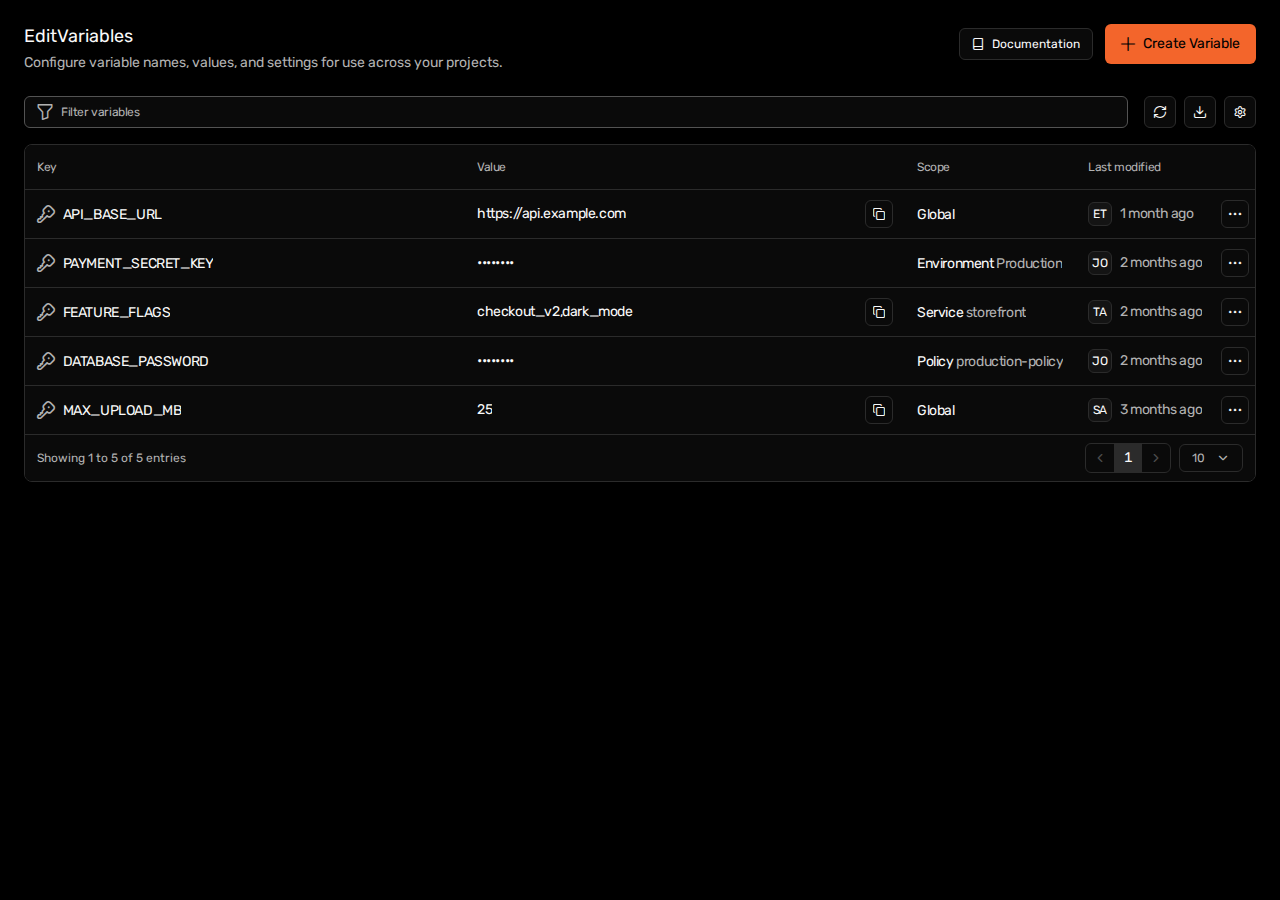 EditVariables
Configure variable names, values, and settings for use across your projects.
Documentation
Create Variable
Filter variables
Key Value Scope Last modified
API_BASE_URL https://api.example.com Global ET 1 month ago
PAYMENT_SECRET_KEY •••••••• Environment Production JO 2 months ago
FEATURE_FLAGS checkout_v2,dark_mode Service storefront TA 2 months ago
DATABASE_PASSWORD •••••••• Policy production-policy JO 2 months ago
MAX_UPLOAD_MB 25 Global SA 3 months ago
Showing 1 to 5 of 5 entries 1 10